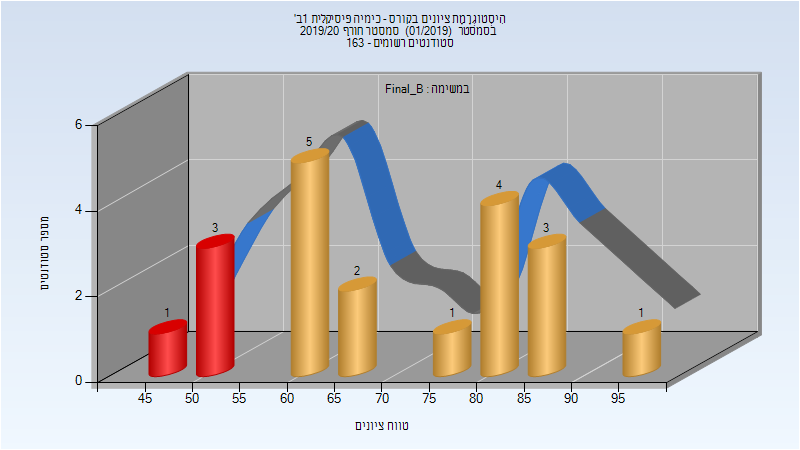 היסטוגרמת ציונים בקורס - כימיה פיסיקלית 1ב'
בסמסטר (01/2019) סמסטר חורף 2019/20
סטודנטים רשומים - 163
במשימה : Final_B
מספר סטודנטים
6
4
2
0
1
3
5
2
1
4
3
1
45 50 55 60 65 70 75 80 85 90 95
טווח ציונים